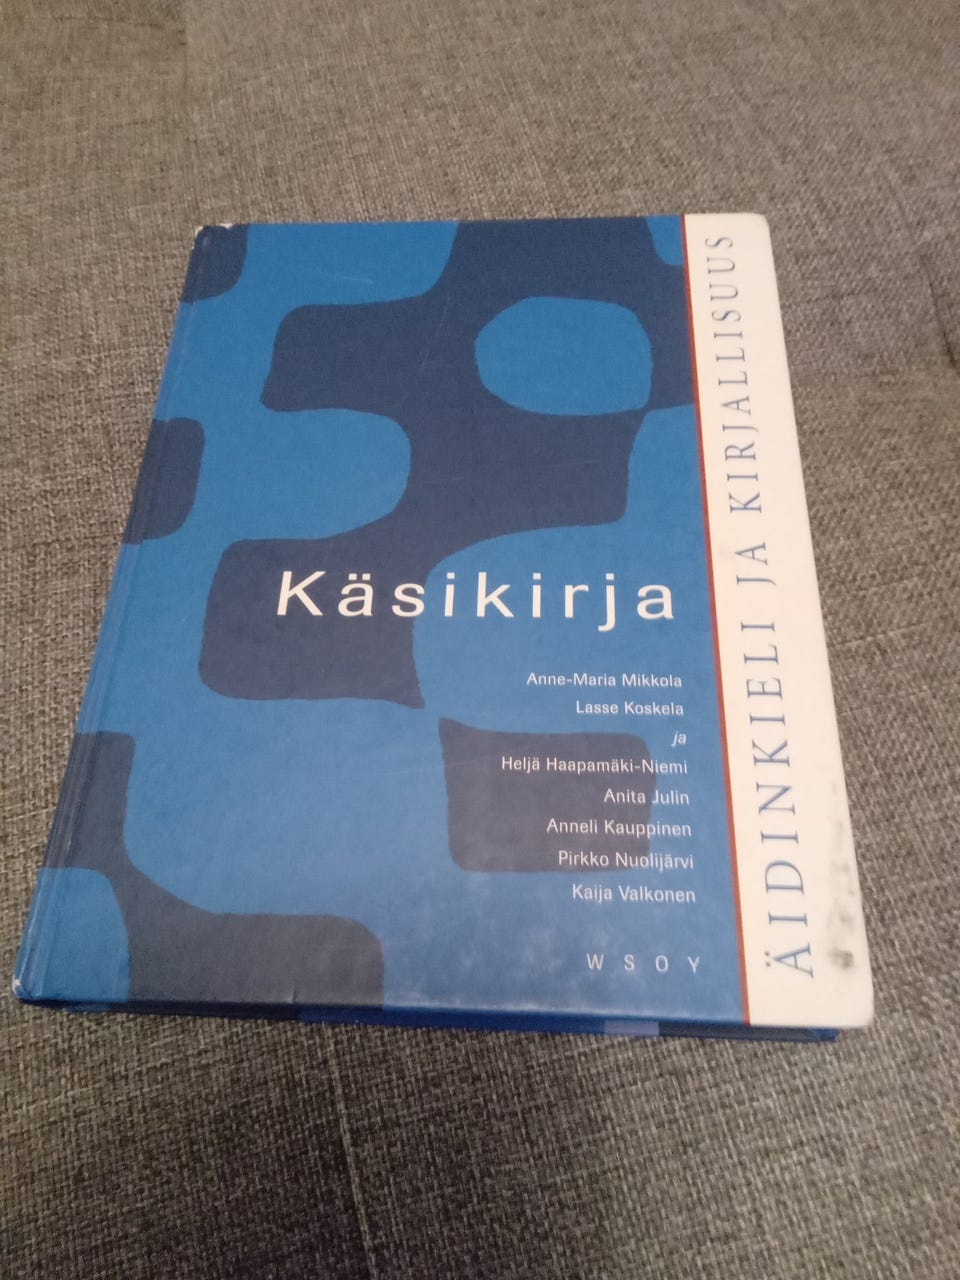 Käsikirja
Anne-Maria Mikkola
Lasse Koskela
ja
Heljä Haapamäki-Niemi
Anita Julin
Anneli Kauppinen
Pirkko Nuolijärvi
Kaija Valkonen
WSOY
ÄIDINKIELI JA KIRJALLISUUS